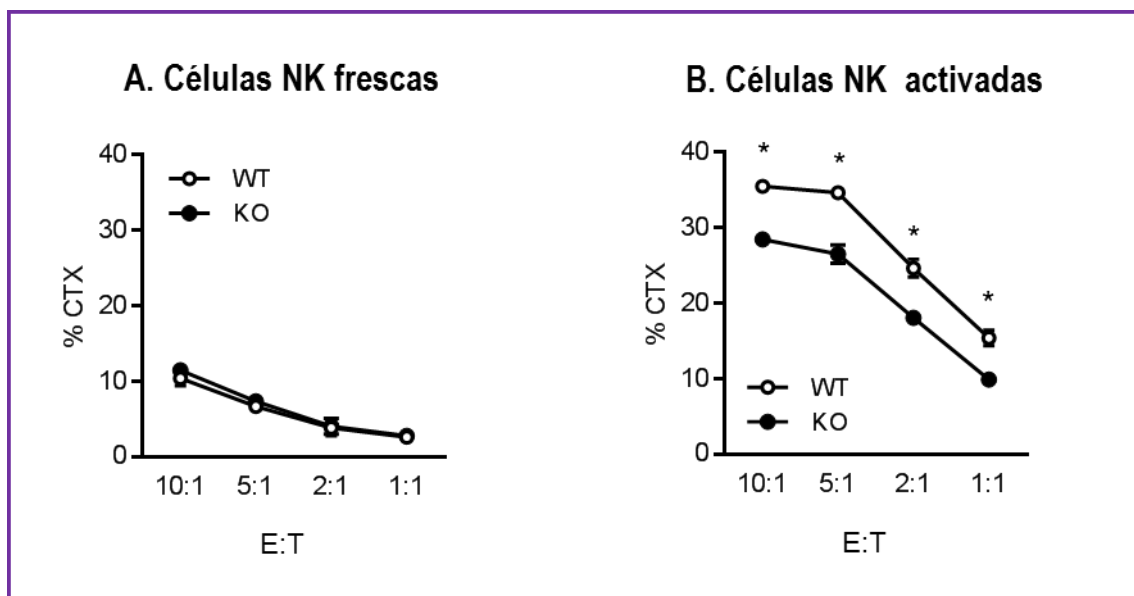 A. Células NK frescas
40
30
20
10
0
% CTX
WT
KO
10:1 5:1 2:1 1:1
E:T
B. Células NK activadas
40
30
20
10
0
% CTX
* * * *
WT
KO
10:1 5:1 2:1 1:1
E:T